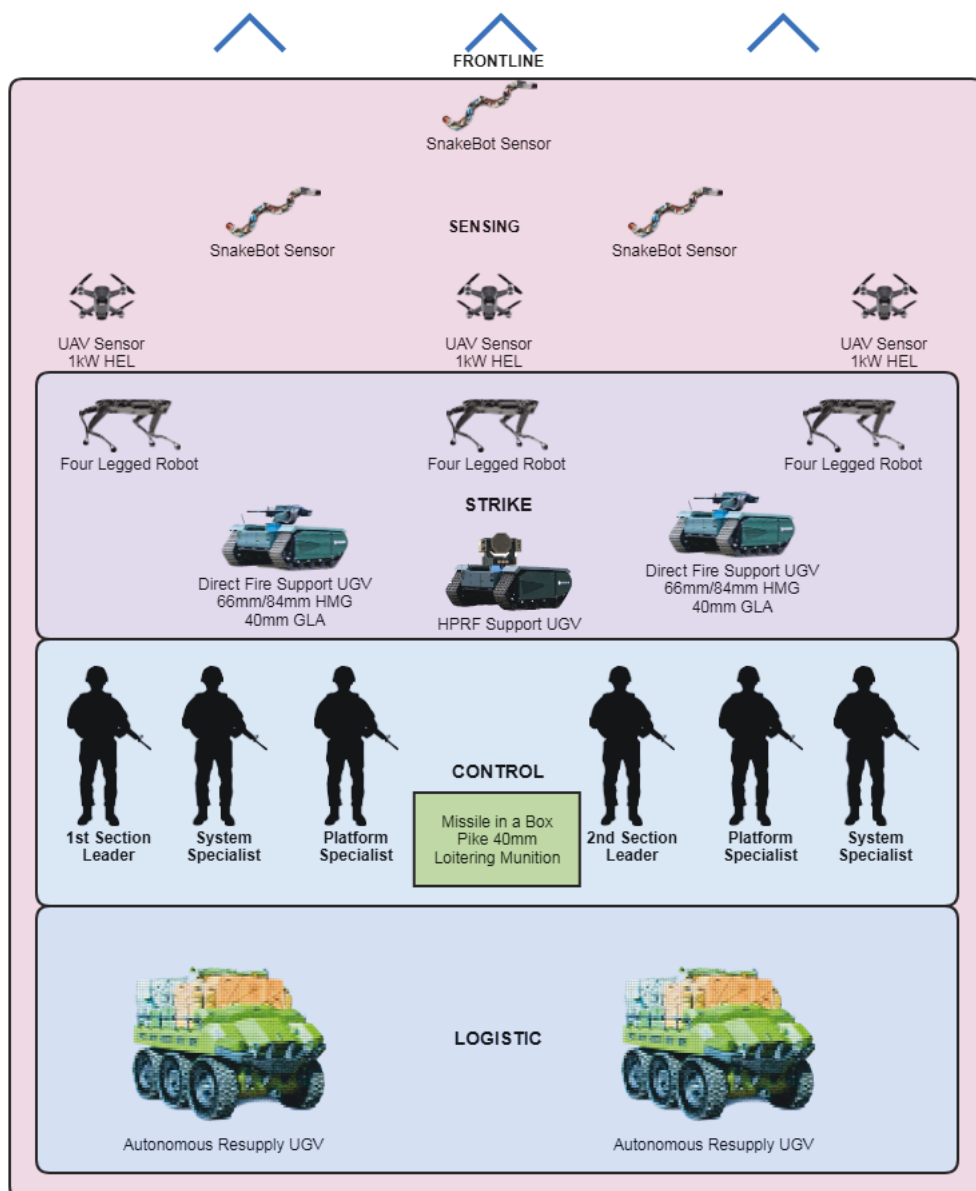 FRONTLINE
SnakeBot Sensor
SnakeBot Sensor
SENSING
SnakeBot Sensor
UAV Sensor
1kW HEL
UAV Sensor
1kW HEL
UAV Sensor
1kW HEL
Four Legged Robot
Four Legged Robot
Four Legged Robot
STRIKE
Direct Fire Support UGV
66mm/84mm HMG
40mm GLA
HPRF Support UGV
Direct Fire Support UGV
66mm/84mm HMG
40mm GLA
CONTROL
1st Section
Leader
System
Specialist
Platform
Specialist
Missile in a Box
Pike 40mm
Loitering Munition
2nd Section
Leader
Platform
Specialist
System
Specialist
LOGISTIC
Autonomous Resupply UGV
Autonomous Resupply UGV